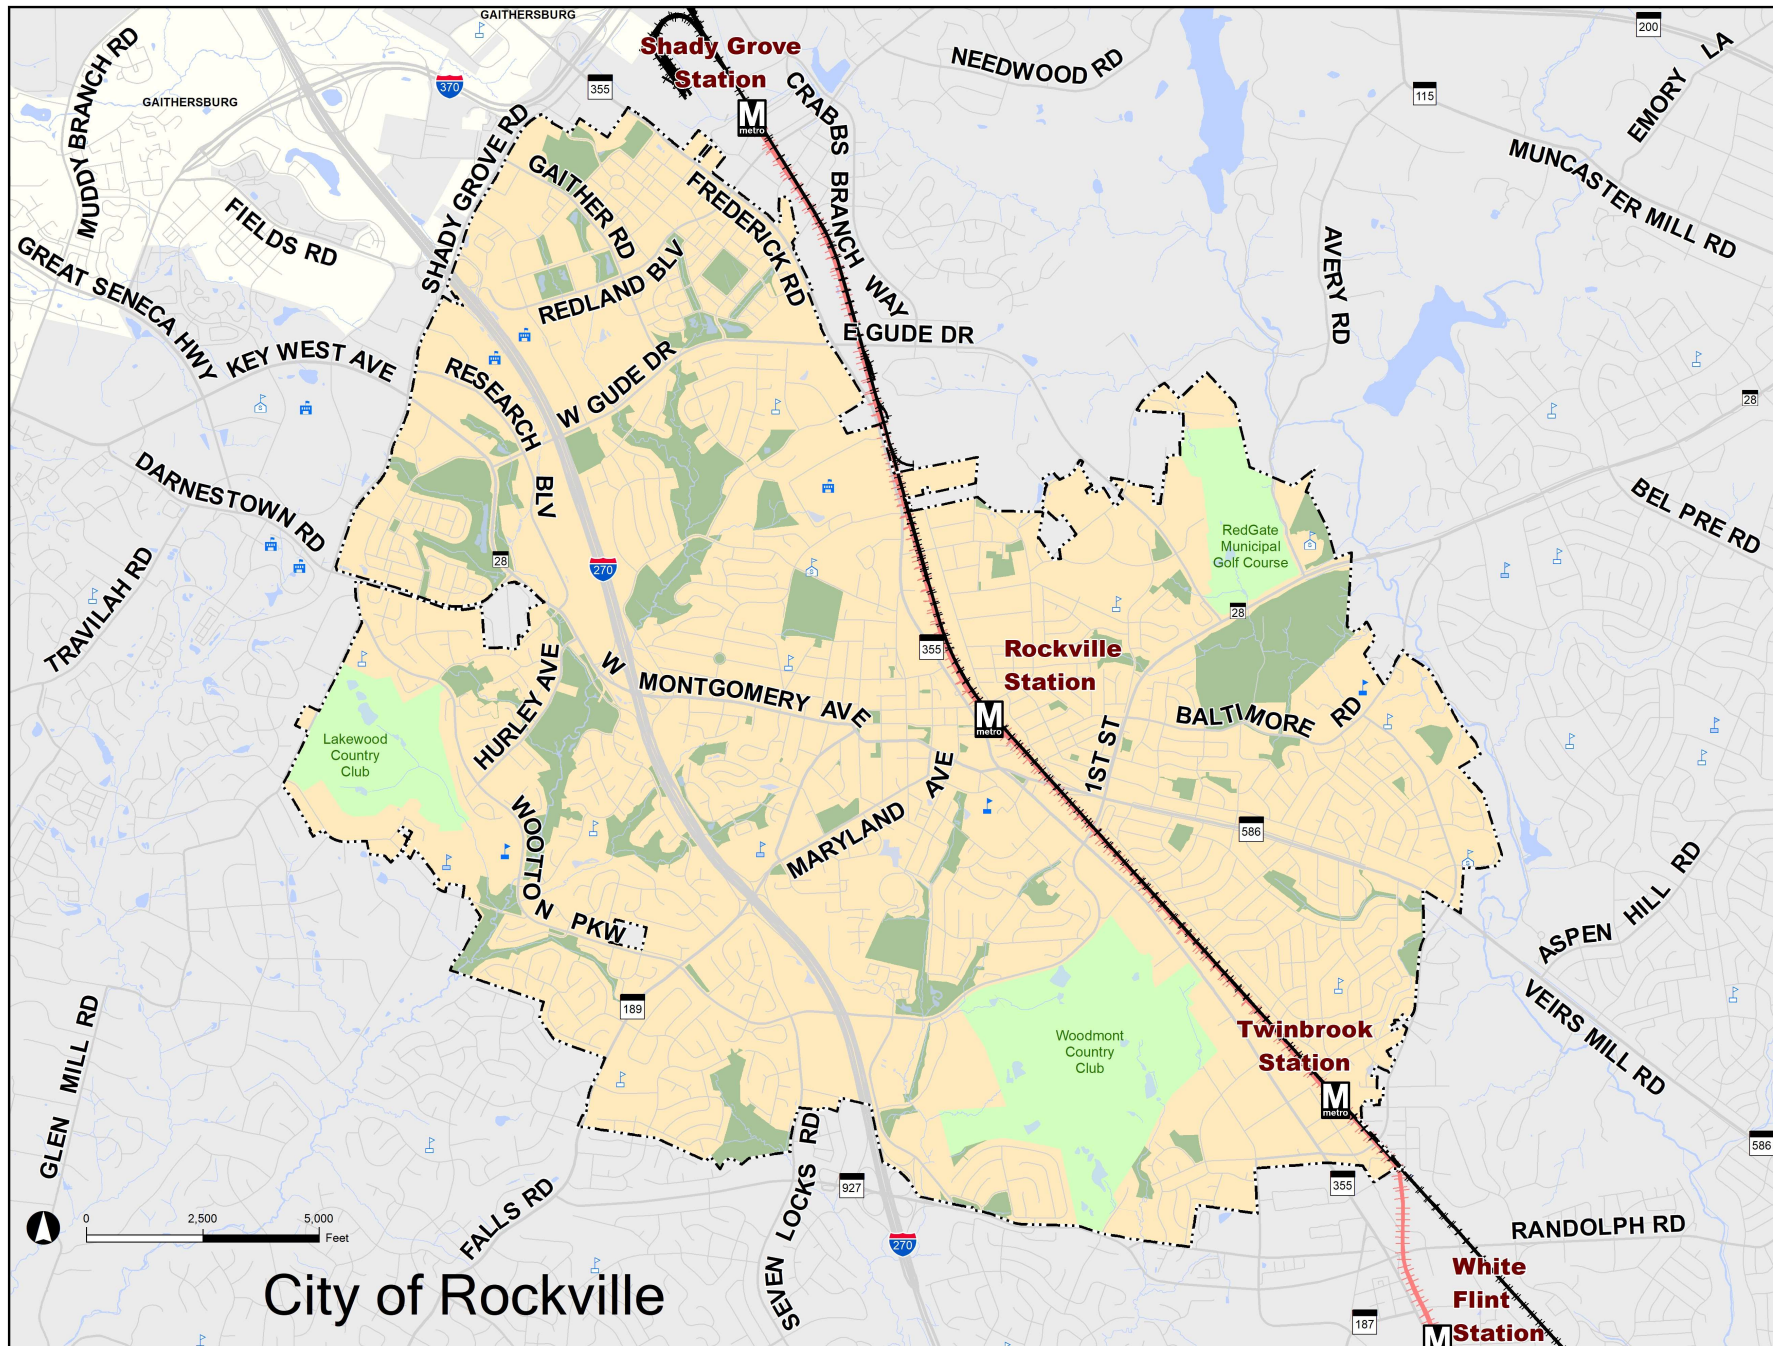 GAITHERSBURG
Shady Grove
Station
M
metro
370
355
200
GAITHERSBURG
MUDDY BRANCH RD
NEEDWOOD RD
CRABBS BRANCH WAY
115
EMORY LA
MUNCASTER MILL RD
SHADY GROVE RD
GAITHER RD
FREDERICK RD
FIELDS RD
GREAT SENECA HWY
REDLAND BLV
AVERY RD
E GUDE DR
KEY WEST AVE
RESEARCH BLV
W GUDE DR
28
DARNESTOWN RD
BEL PRE RD
RedGate
Municipal
Golf Course
28
270
TRAVILAH RD
28
355
Rockville
Station
M
metro
HURLEY AVE
W MONTGOMERY AVE
BALTIMORE RD
1ST ST
Lakewood
Country
Club
MARYLAND AVE
586
WOOTTON PKW
ASPEN HILL RD
189
GLEN MILL RD
VEIRS MILL RD
Woodmont
Country
Club
Twinbrook
Station
M
metro
586
SEVEN LOCKS RD
927
355
FALLS RD
0
2,500
5,000
Feet
270
RANDOLPH RD
White
Flint
Station
M
187
City of Rockville